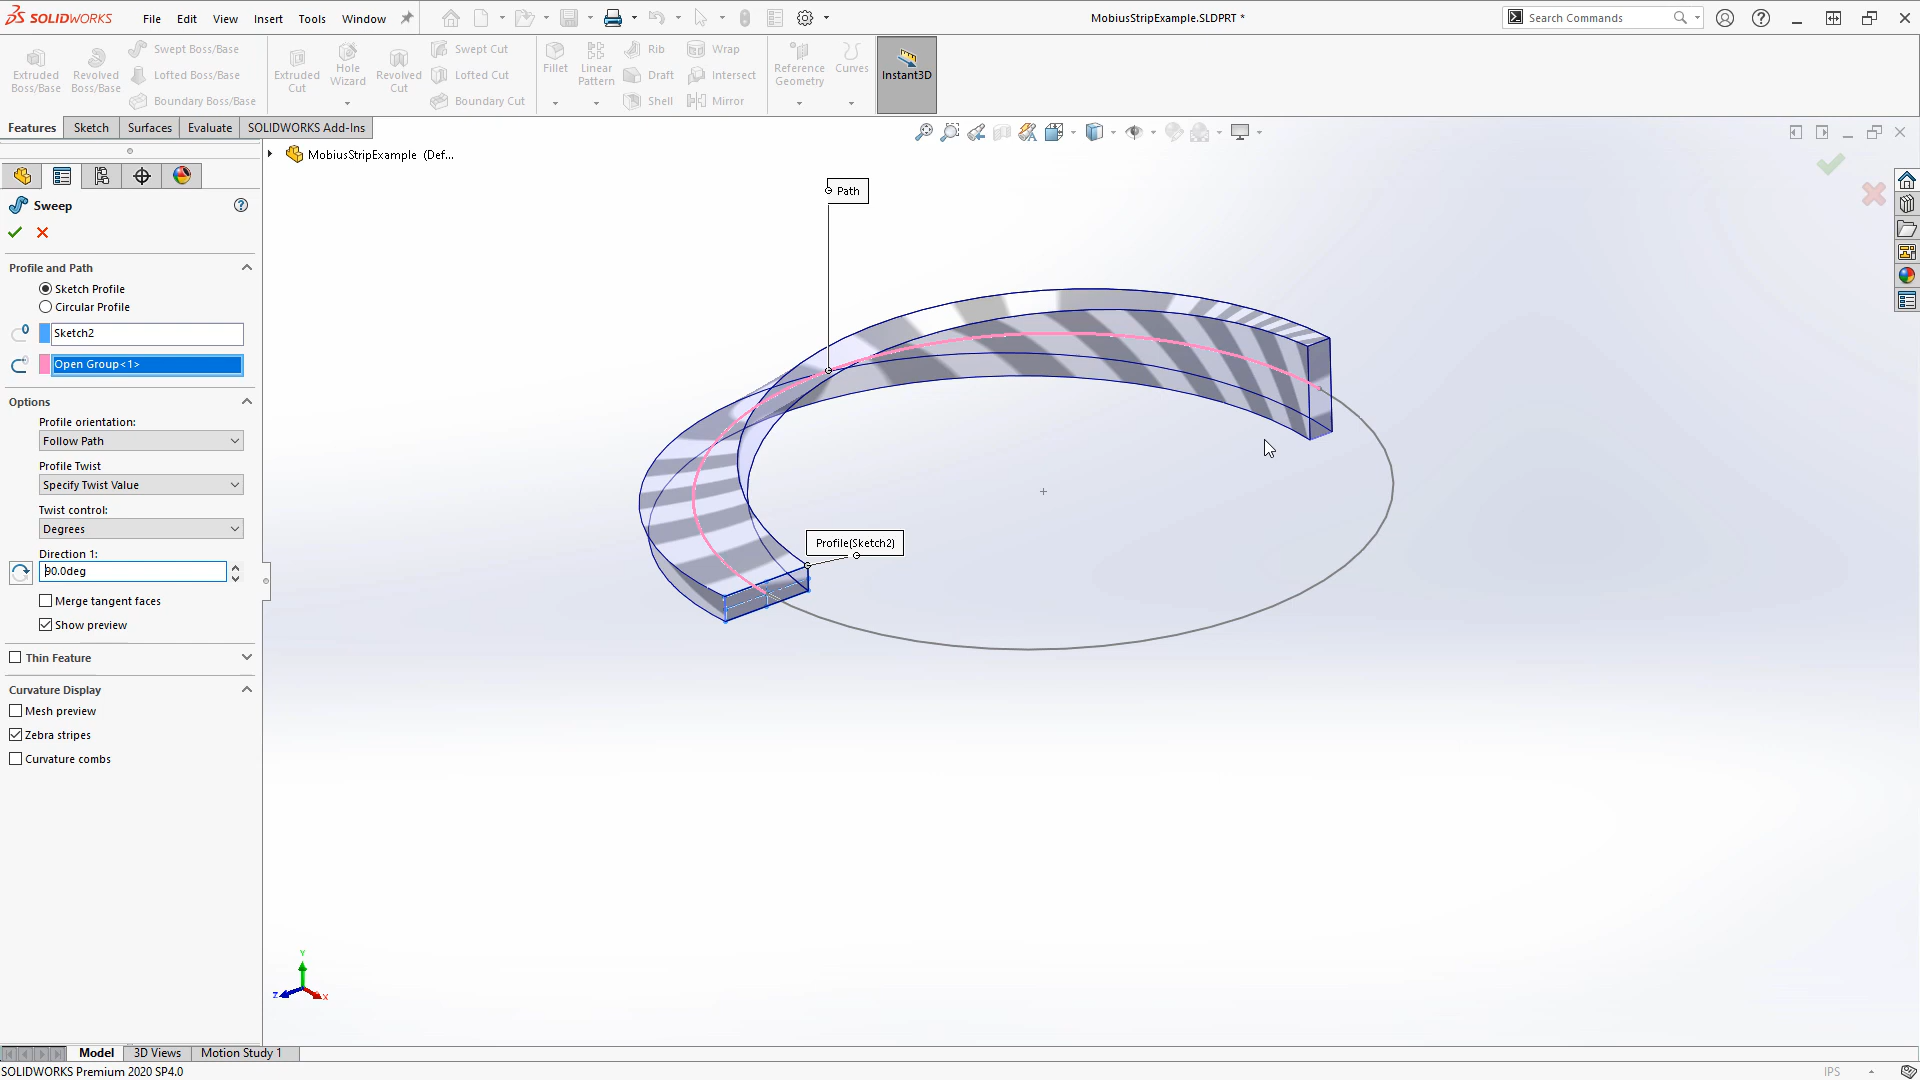 SOLIDWORKS
File Edit View Insert Tools Window
MobiusStripExample.SLDPRT *
Search Commands
Extruded Boss/Base
Revolved Boss/Base
Swept Boss/Base
Lofted Boss/Base
Boundary Boss/Base
Extruded Cut
Hole Wizard
Revolved Cut
Swept Cut
Lofted Cut
Boundary Cut
Fillet
Linear Pattern
Rib
Draft
Shell
Wrap
Intersect
Mirror
Reference Geometry
Curves
Instant3D
Features Sketch Surfaces Evaluate SOLIDWORKS Add-Ins
MobiusStripExample (Def...
Sweep
Profile and Path
Sketch Profile
Circular Profile
Sketch2
Open Group<1>
Options
Profile orientation:
Follow Path
Profile Twist
Specify Twist Value
Twist control:
Degrees
Direction 1:
90.0deg
Merge tangent faces
Show preview
Thin Feature
Curvature Display
Mesh preview
Zebra stripes
Curvature combs
Path
Profile(Sketch2)
Y
Z
X
Model 3D Views Motion Study 1
SOLIDWORKS Premium 2020 SP4.0
IPS